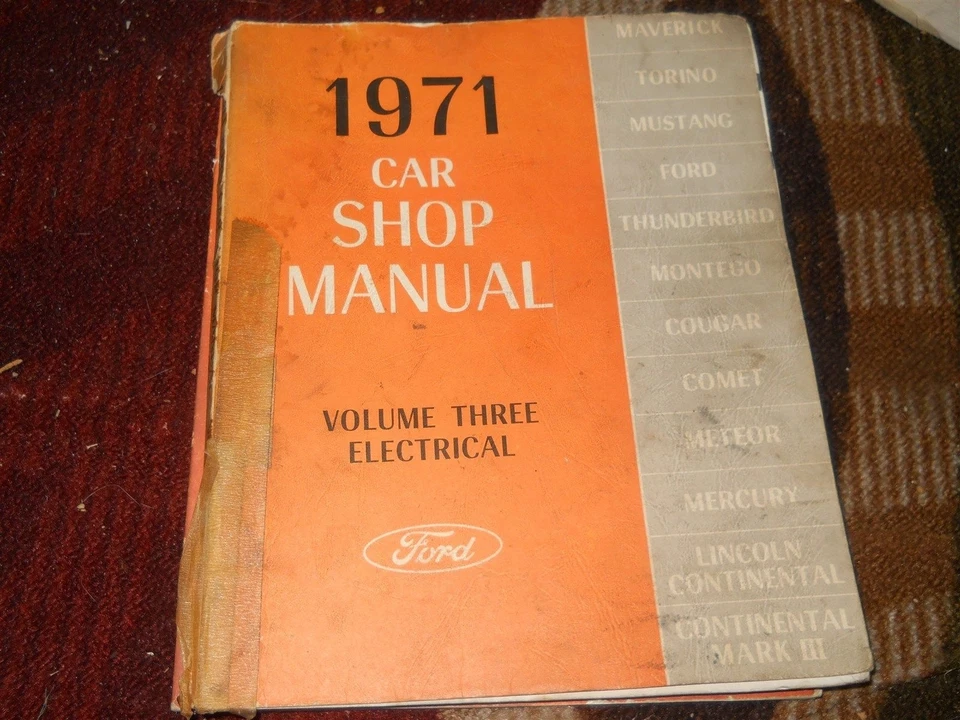 1971
CAR
SHOP
MANUAL
VOLUME THREE
ELECTRICAL
Ford
MAVERICK
TORINO
MUSTANG
FORD
THUNDERBIRD
MONTEGO
COUGAR
COMET
METEOR
MERCURY
LINCOLN
CONTINENTAL
CONTINENTAL
MARK III